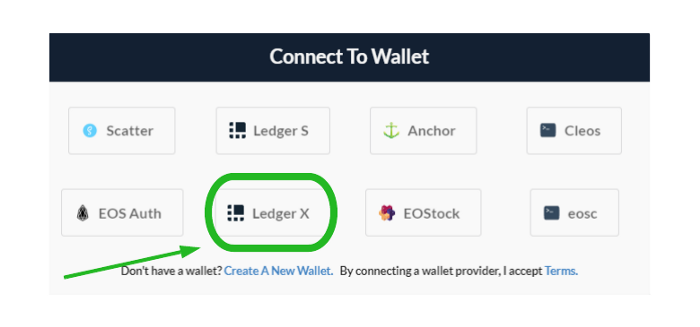 Connect To Wallet
Scatter Ledger S Anchor Cleos
EOS Auth Ledger X EOStock eosc
Don't have a wallet? Create A New Wallet. By connecting a wallet provider, I accept Terms.